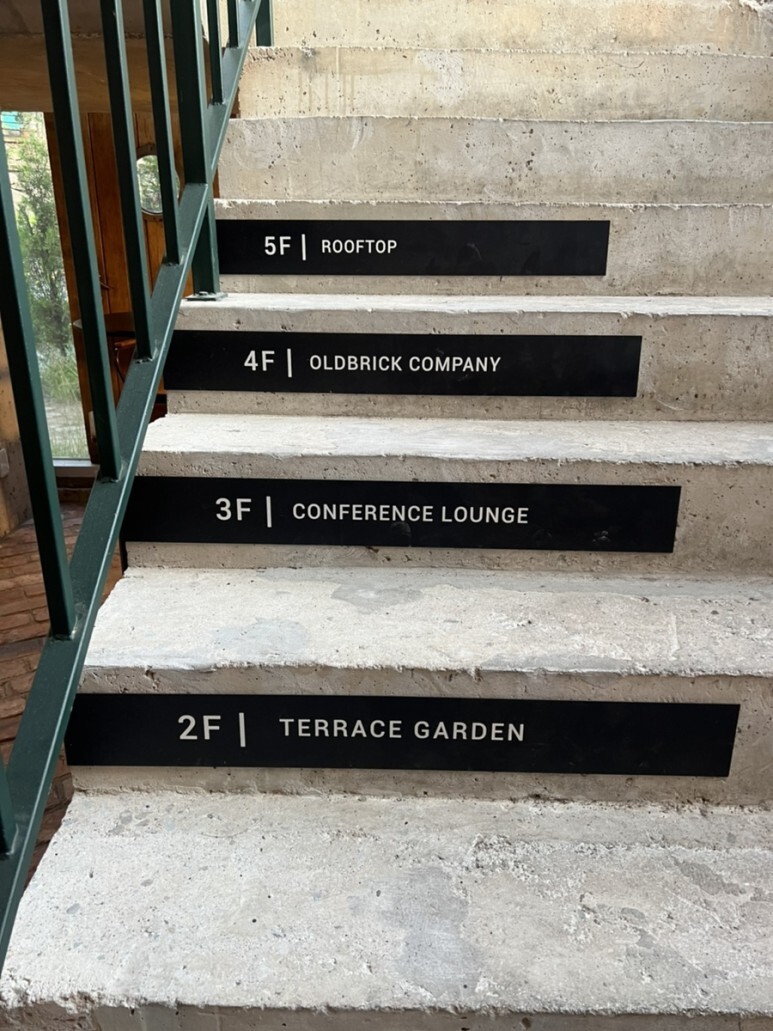 5F | ROOFTOP
4F | OLDBRICK COMPANY
3F | CONFERENCE LOUNGE
2F | TERRACE GARDEN